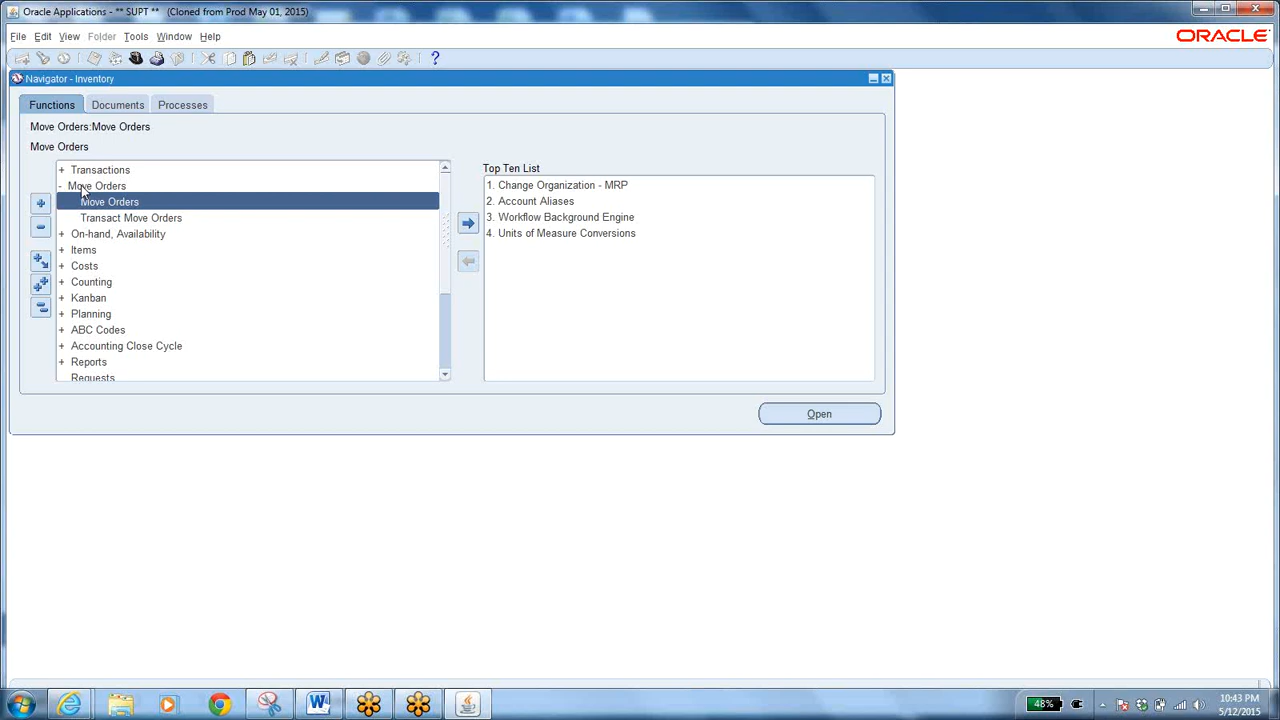 Oracle Applications - ** SUPT ** (Cloned from Prod May 01, 2015)
File Edit View Folder Tools Window Help
ORACLE
?
Navigator - Inventory
Functions Documents Processes
Move Orders:Move Orders
Move Orders
+ Transactions
- Move Orders
Move Orders
Transact Move Orders
+ On-hand, Availability
+ Items
+ Costs
+ Counting
+ Kanban
+ Planning
+ ABC Codes
+ Accounting Close Cycle
+ Reports
Requests
Top Ten List
1. Change Organization - MRP
2. Account Aliases
3. Workflow Background Engine
4. Units of Measure Conversions
Open
48%
10:43 PM
5/12/2015